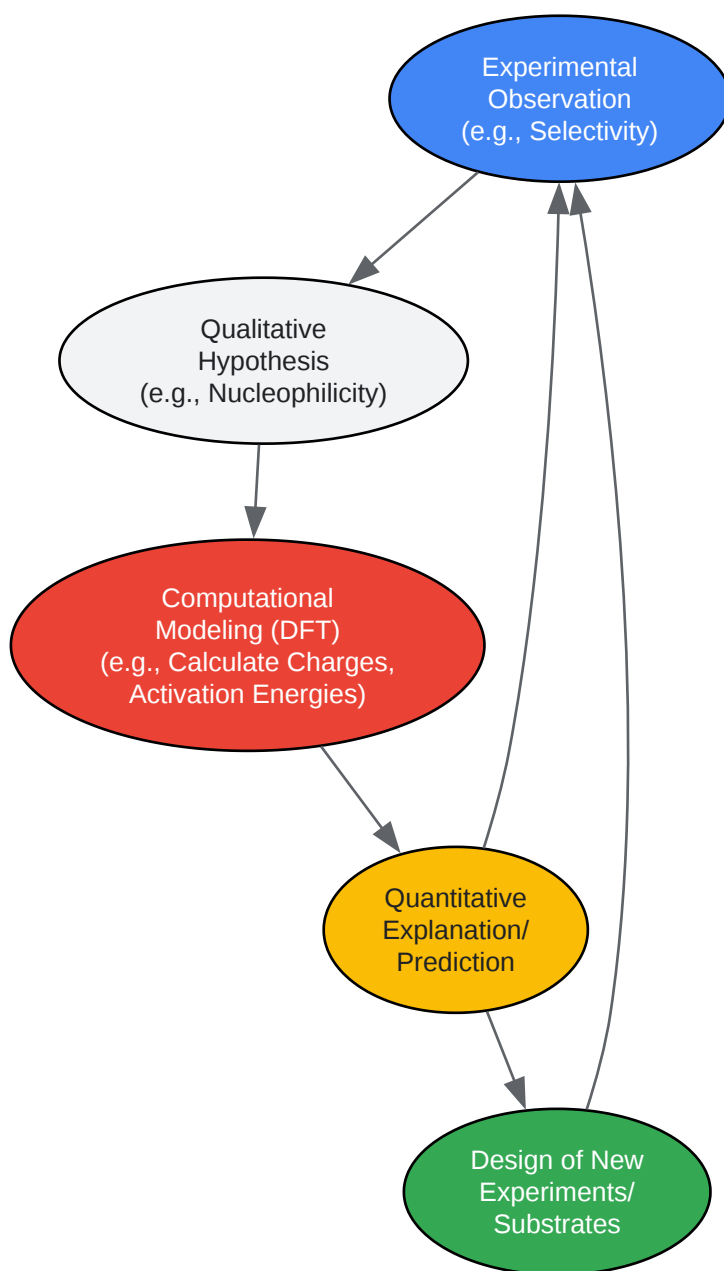 Experimental
Observation
(e.g., Selectivity)
Qualitative
Hypothesis
(e.g., Nucleophilicity)
Computational
Modeling (DFT)
(e.g., Calculate Charges,
Activation Energies)
Quantitative
Explanation/
Prediction
Design of New
Experiments/
Substrates